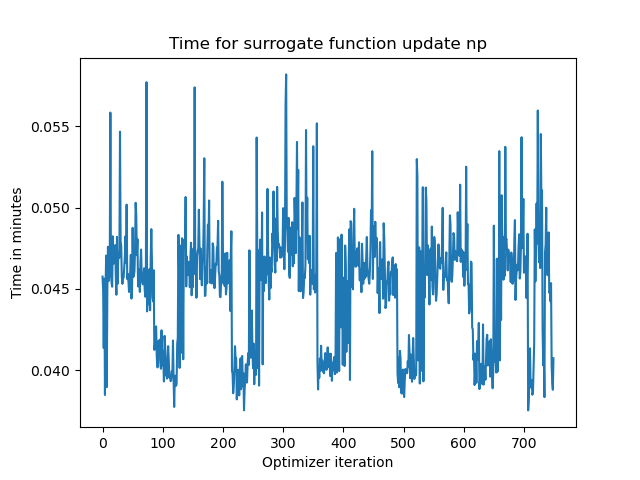 Time for surrogate function update np
0.055
0.050
0.045
0.040
Time in minutes
0 100 200 300 400 500 600 700
Optimizer iteration